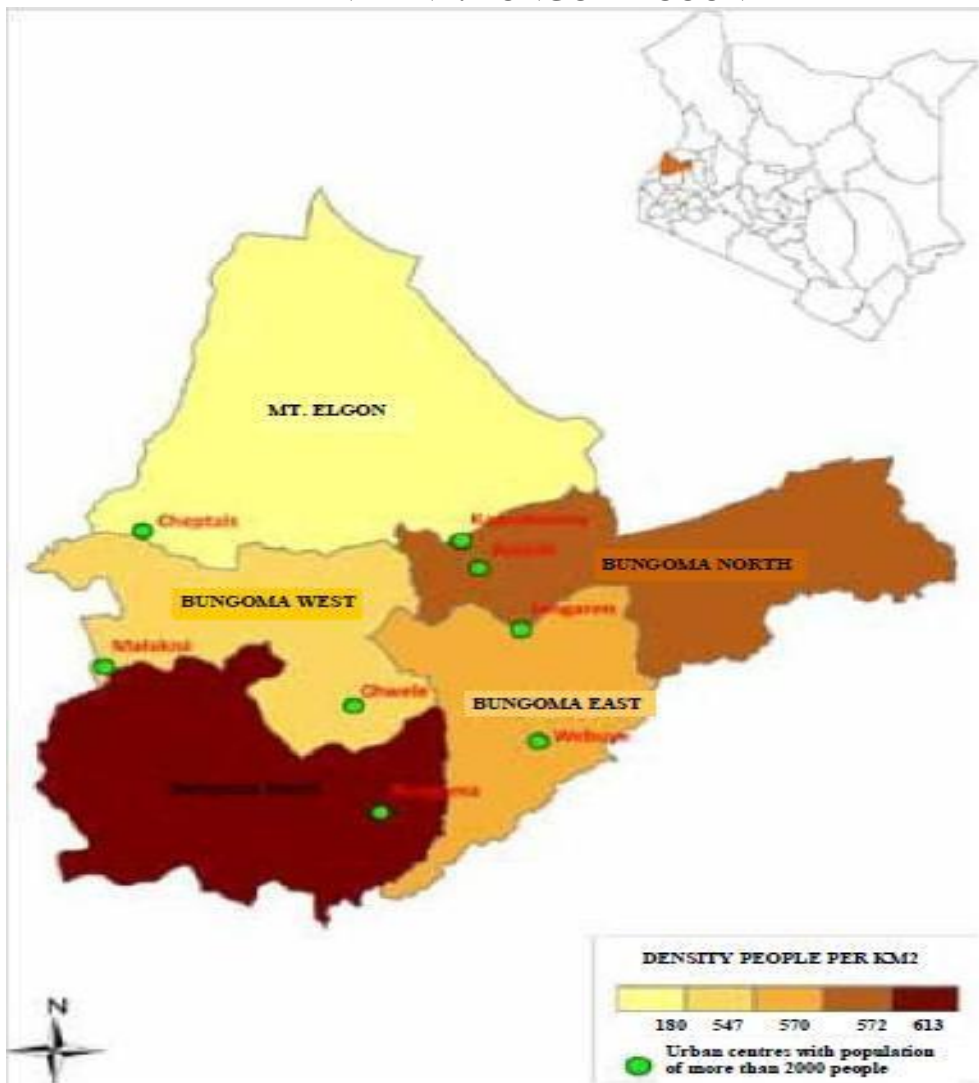 MT. ELGON
Cheptais
BUNGOMA NORTH
BUNGOMA WEST
Malakisi
Chwele
BUNGOMA EAST
Webuye
DENSITY PEOPLE PER KM2
180 547 570 572 613
N
Urban centres with population
of more than 2000 people